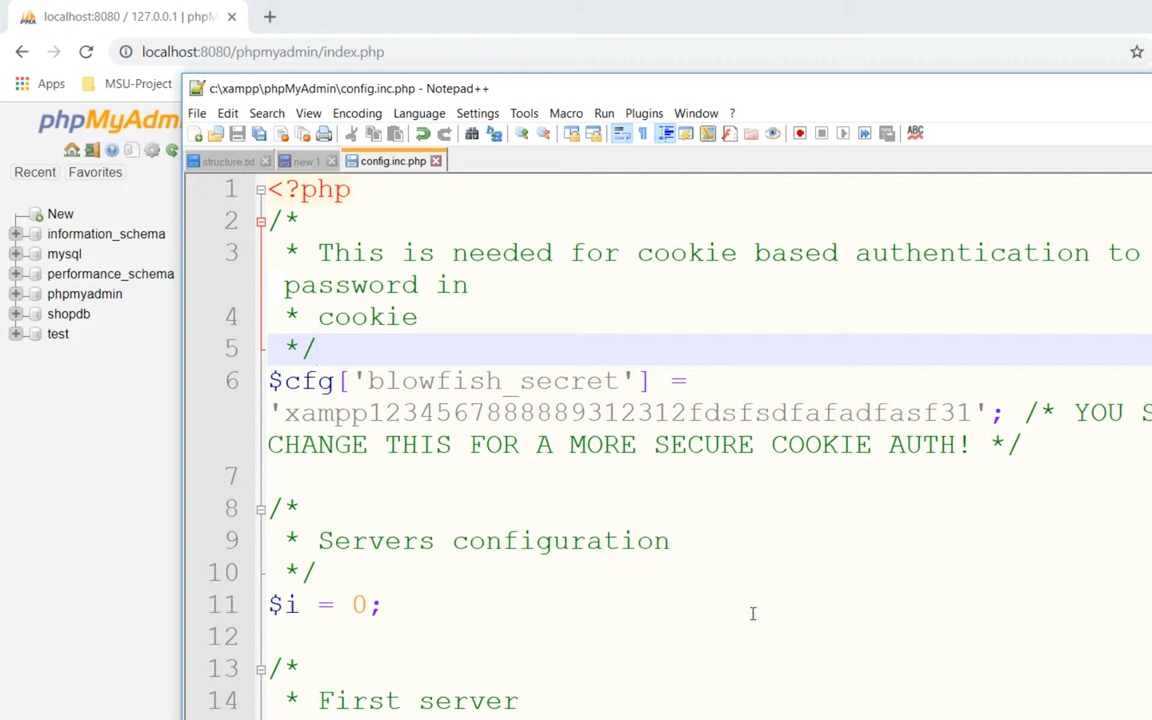 localhost:8080 / 127.0.0.1 | phpM
localhost:8080/phpmyadmin/index.php
Apps MSU-Project
c:\xampp\phpMyAdmin\config.inc.php - Notepad++
File Edit Search View Encoding Language Settings Tools Macro Run Plugins Window ?
structure.txt new 1 config.inc.php
phpMyAdm
Recent Favorites
New
information_schema
mysql
performance_schema
phpmyadmin
shopdb
test
1 <?php
2 /*
3 * This is needed for cookie based authentication to
password in
4 * cookie
5 */
6 $cfg['blowfish_secret'] =
'xampp1234567888889312312fdsfsdfafadfasf31'; /* YOU S
CHANGE THIS FOR A MORE SECURE COOKIE AUTH! */
7
8 /*
9 * Servers configuration
10 */
11 $i = 0;
12
13 /*
14 * First server